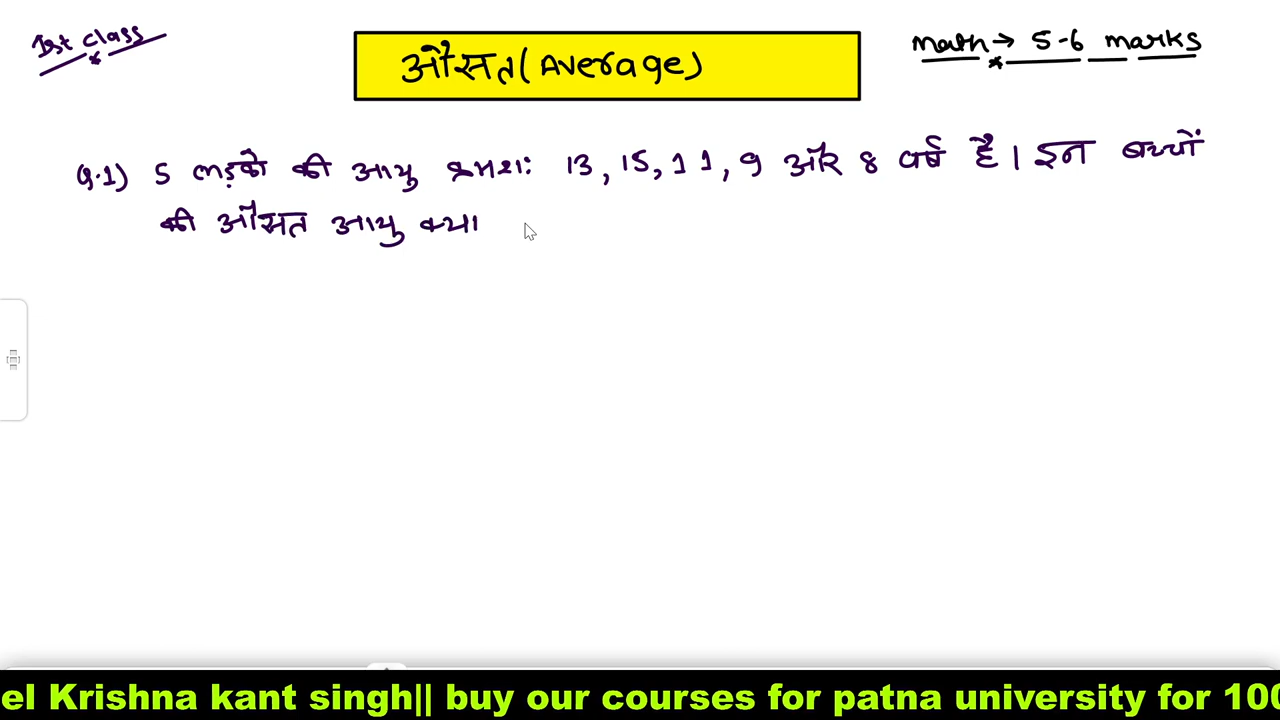 1st class
औसत (Average)
math → 5-6 marks
Q.1) 5 लड़को की आयु क्रमशः 13, 15, 11, 9 और 8 वर्ष है। इन बच्चों
की औसत आयु क्या
el Krishna kant singh|| buy our courses for patna university for 100